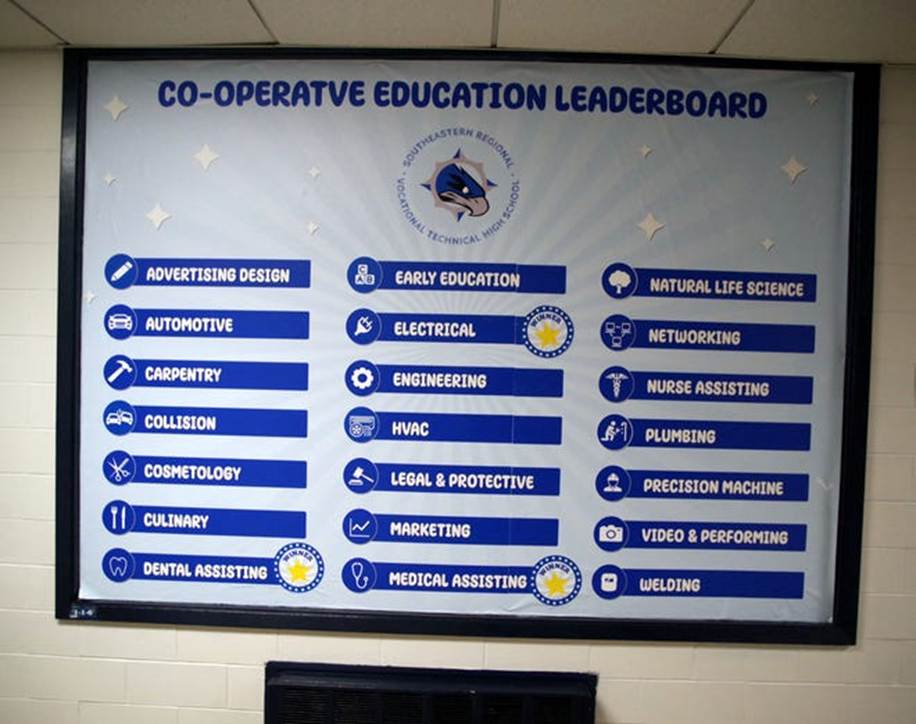 CO-OPERATVE EDUCATION LEADERBOARD
SOUTHEASTERN REGIONAL
VOCATIONAL TECHNICAL HIGH SCHOOL
ADVERTISING DESIGN
AUTOMOTIVE
CARPENTRY
COLLISION
COSMETOLOGY
CULINARY
DENTAL ASSISTING
WINNER
EARLY EDUCATION
ELECTRICAL
WINNER
ENGINEERING
HVAC
LEGAL & PROTECTIVE
MARKETING
MEDICAL ASSISTING
WINNER
NATURAL LIFE SCIENCE
NETWORKING
NURSE ASSISTING
PLUMBING
PRECISION MACHINE
VIDEO & PERFORMING
WELDING